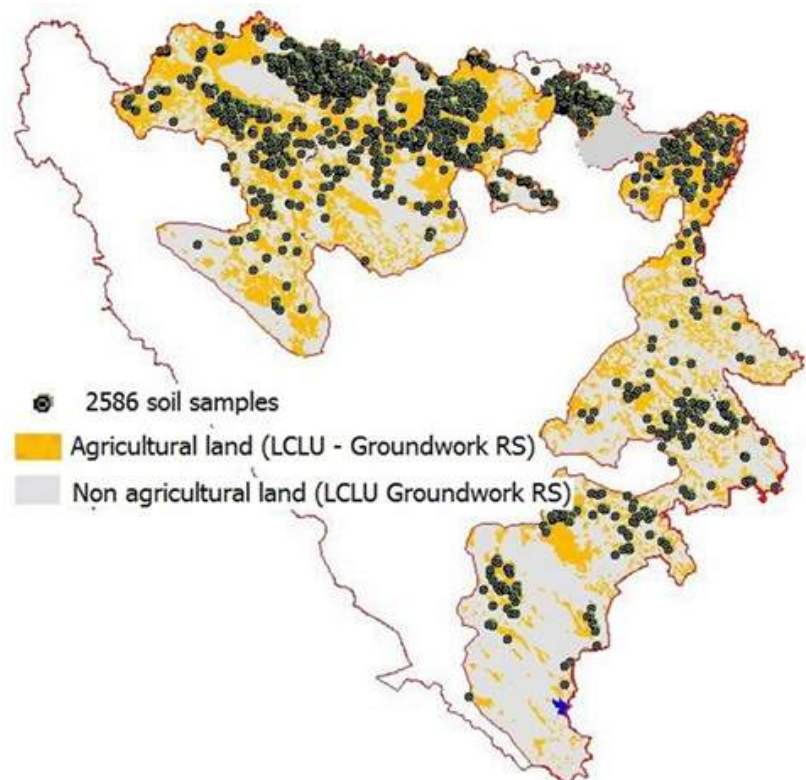 2586 soil samples
Agricultural land (LCLU - Groundwork RS)
Non agricultural land (LCLU Groundwork RS)